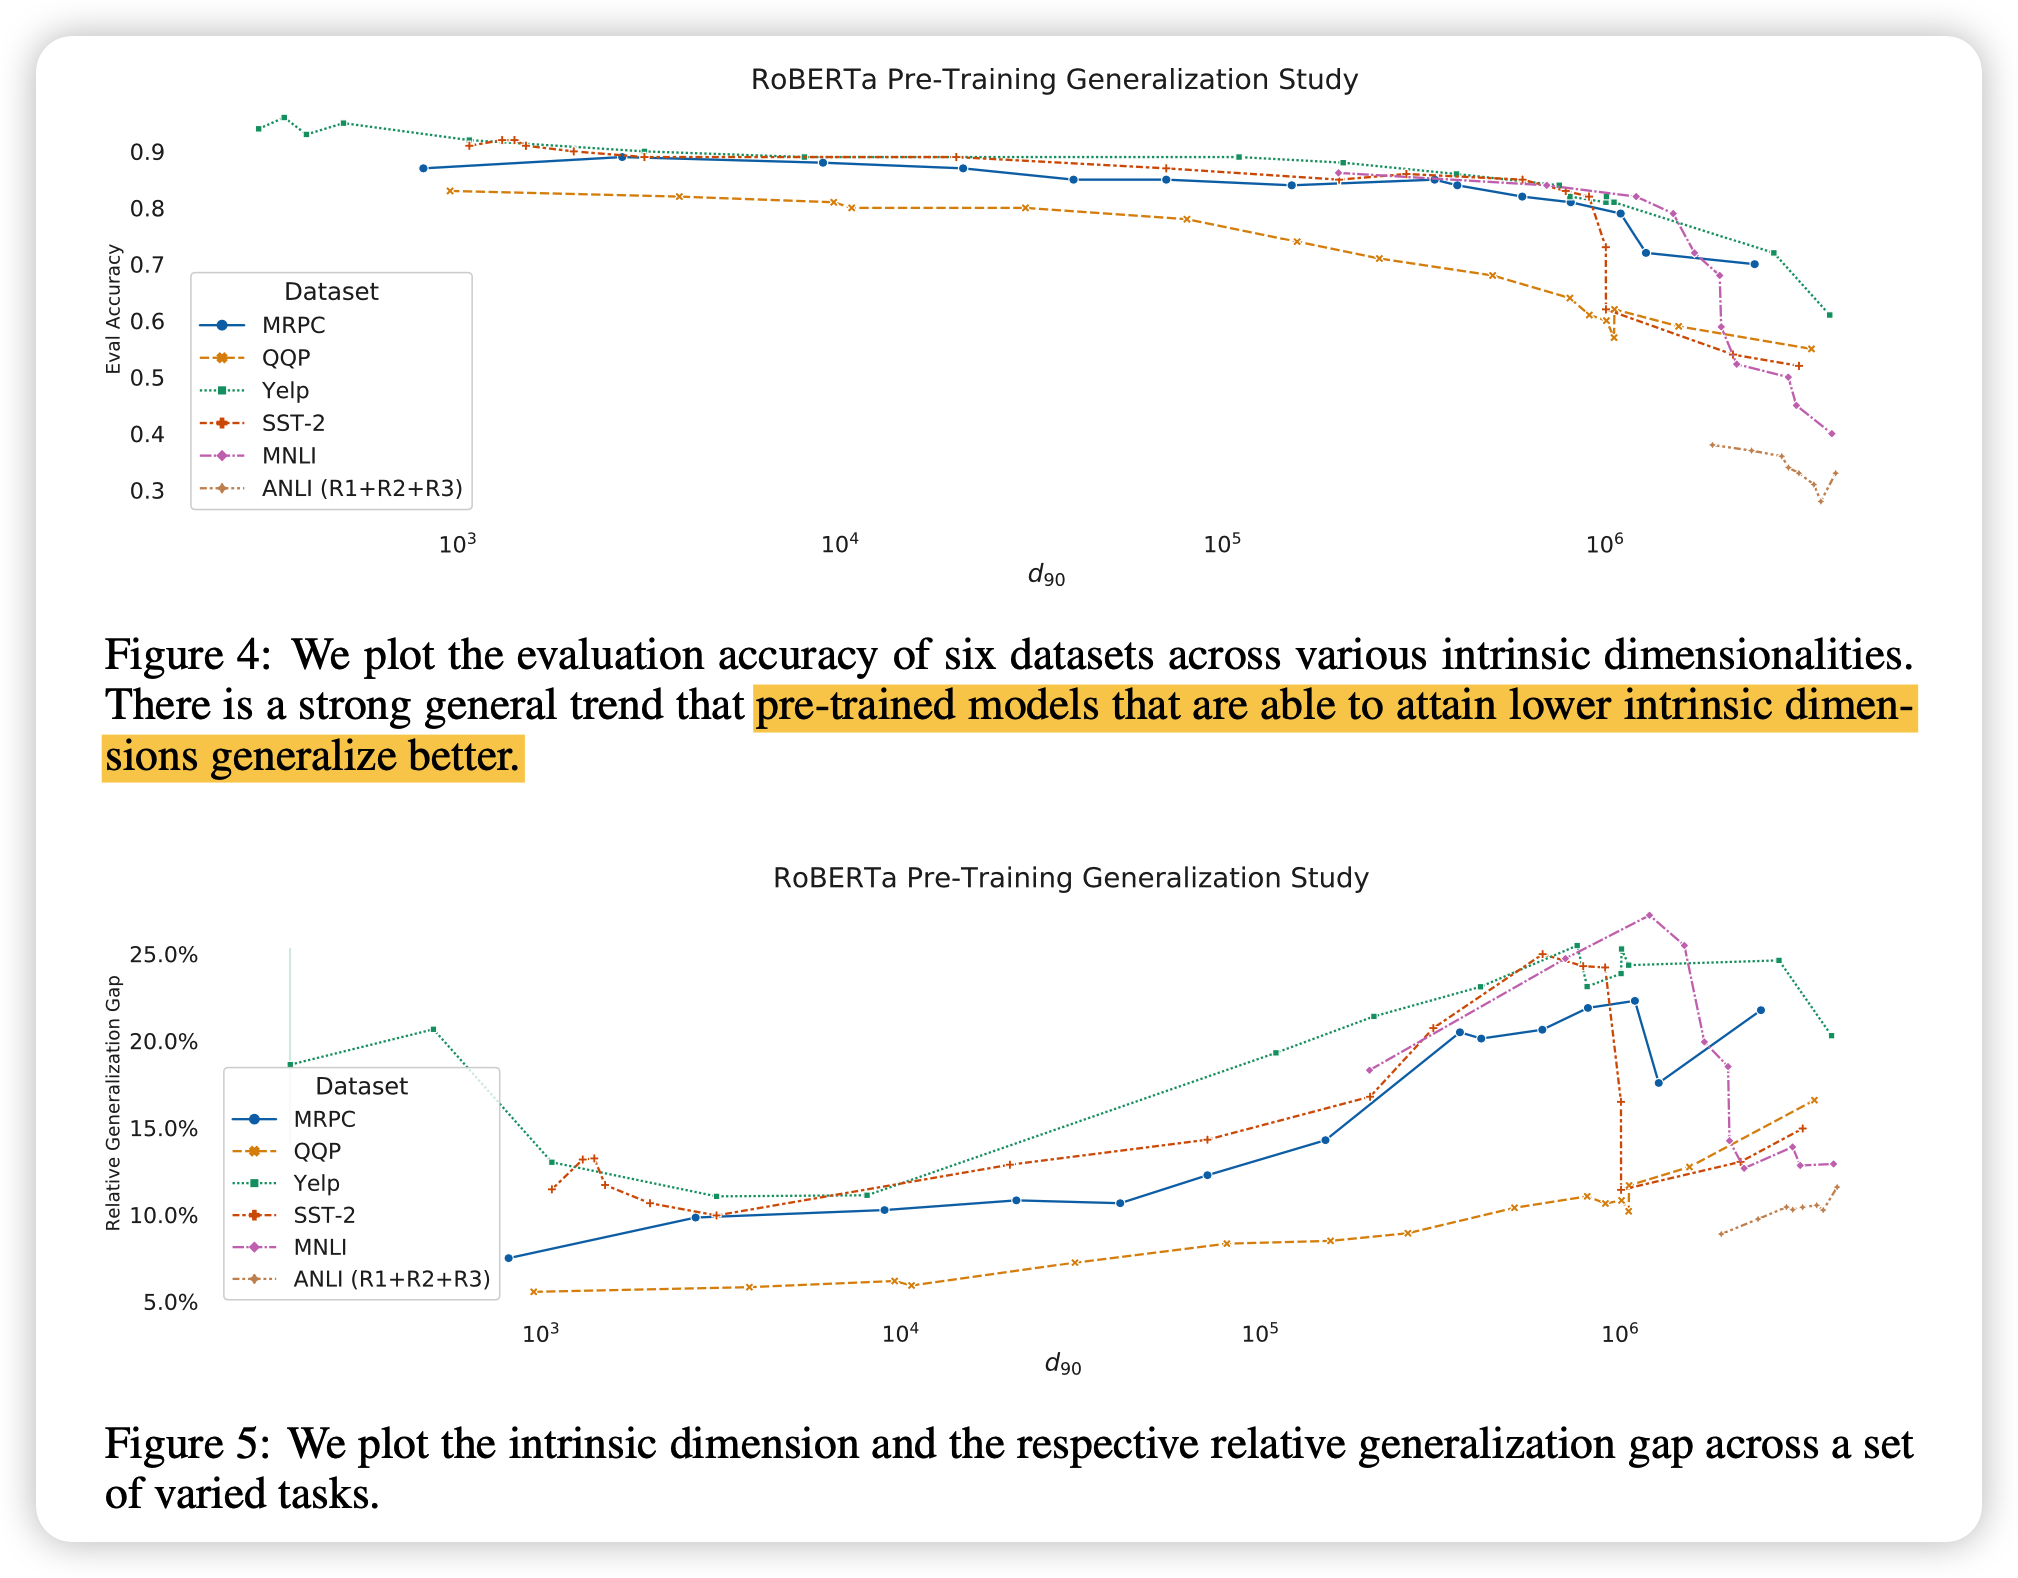 RoBERTa Pre-Training Generalization Study
0.9
0.8
0.7
0.6
0.5
0.4
0.3
Eval Accuracy
Dataset
MRPC
QQP
Yelp
SST-2
MNLI
ANLI (R1+R2+R3)
10³
10⁴
10⁵
10⁶
d₉₀
Figure 4: We plot the evaluation accuracy of six datasets across various intrinsic dimensionalities.
There is a strong general trend that pre-trained models that are able to attain lower intrinsic dimen-
sions generalize better.
RoBERTa Pre-Training Generalization Study
25.0%
20.0%
15.0%
10.0%
5.0%
Relative Generalization Gap
Dataset
MRPC
QQP
Yelp
SST-2
MNLI
ANLI (R1+R2+R3)
10³
10⁴
10⁵
10⁶
d₉₀
Figure 5: We plot the intrinsic dimension and the respective relative generalization gap across a set
of varied tasks.